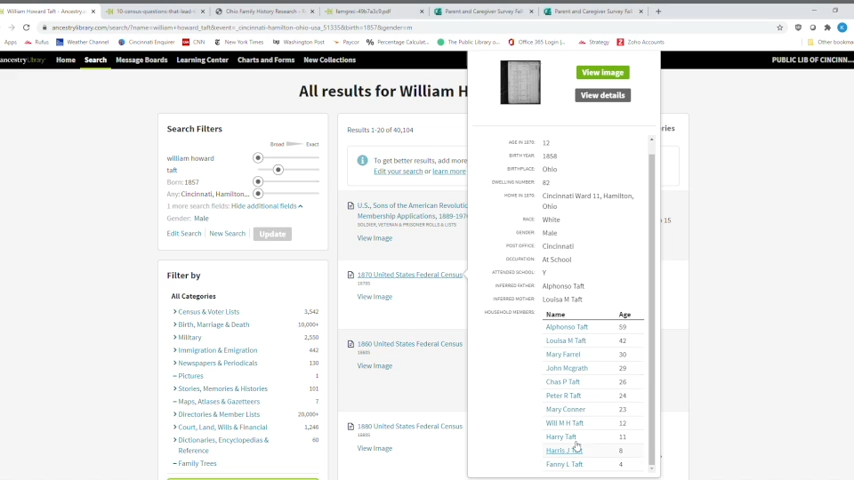 William Howard Taft - Ancestry.c
10-census-questions-that-lead-t
Ohio Family History Research - H
famgrec-49b7a3c0.pdf
Parent and Caregiver Survey Fall
Parent and Caregiver Survey Fall
ancestrylibrary.com/search/?name=william+howard_taft&event=_cincinnati-hamilton-ohio-usa_51335&birth=1857&gender=m
Apps Rufus Weather Channel Cincinnati Enquirer CNN New York Times Washington Post Paycor Percentage Calculat... The Public Library o... Office 365 Login |... Strategy Zoho Accounts Other bookmar
ancestrylibrary Home Search Message Boards Learning Center Charts and Forms New Collections PUBLIC LIB OF CINCINN
All results for William H
Search Filters
Broad Exact
william howard
taft
Born: 1857
Any: Cincinnati, Hamilton...
1 more search fields: Hide additional fields
Gender: Male
Edit Search New Search Update
Filter by
All Categories
Census & Voter Lists 3,542
Birth, Marriage & Death 10,000+
Military 2,550
Immigration & Emigration 442
Newspapers & Periodicals 130
Pictures 1
Stories, Memories & Histories 101
Maps, Atlases & Gazetteers 7
Directories & Member Lists 20,000+
Court, Land, Wills & Financial 1,246
Dictionaries, Encyclopedias & Reference 60
Family Trees
Results 1-20 of 40,104
To get better results, add more
Edit your search or learn more
U.S., Sons of the American Revolution
Membership Applications, 1889-1970
SOLDIER, VETERAN & PRISONER ROLLS & LISTS
View Image
1870 United States Federal Census
View Image
1860 United States Federal Census
View Image
1880 United States Federal Census
View Image
View image
View details
AGE IN 1870: 12
BIRTH YEAR: 1858
BIRTHPLACE: Ohio
DWELLING NUMBER: 82
HOME IN 1870: Cincinnati Ward 11, Hamilton,
Ohio
RACE: White
GENDER: Male
POST OFFICE: Cincinnati
OCCUPATION: At School
ATTENDED SCHOOL: Y
INFERRED FATHER: Alphonso Taft
INFERRED MOTHER: Louisa M Taft
HOUSEHOLD MEMBERS: Name Age
Alphonso Taft 59
Louisa M Taft 42
Mary Farrel 30
John Mcgrath 29
Chas P Taft 26
Peter R Taft 24
Mary Conner 23
Will M H Taft 12
Harry Taft 11
Harris J Taft 8
Fanny L Taft 4